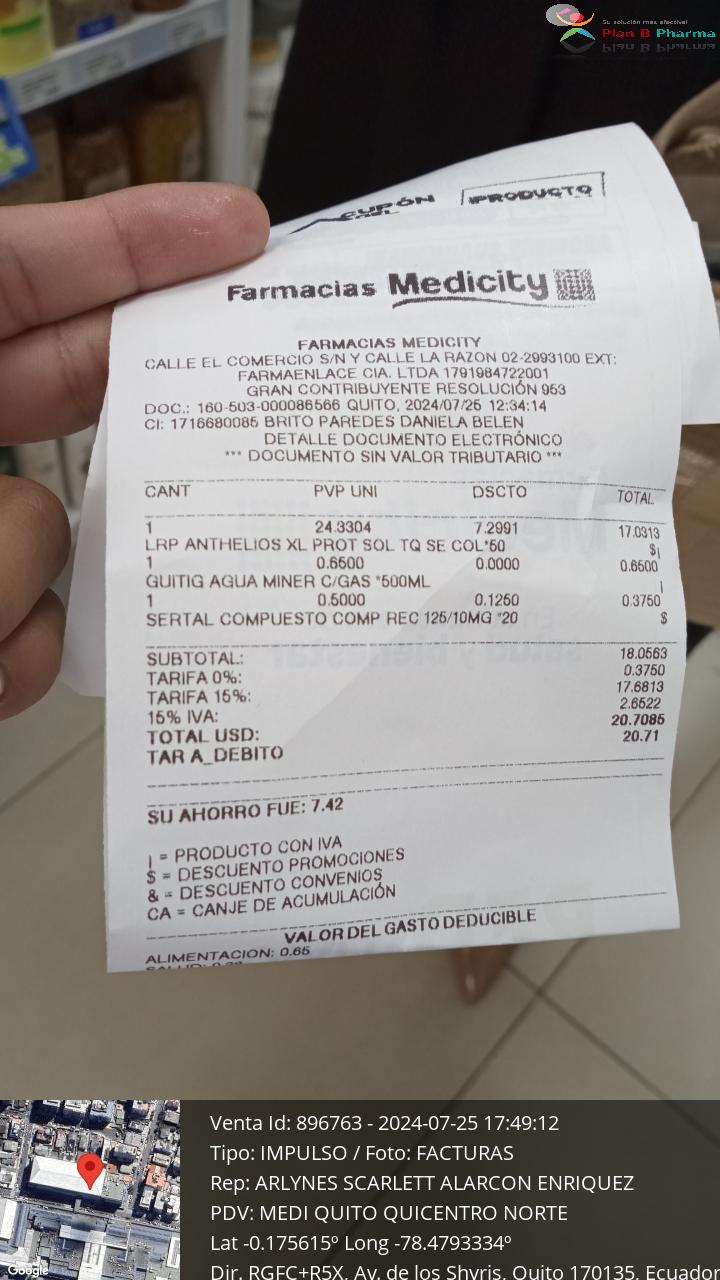 Su solución más efectiva!
Plan B Pharma
CUPÓN
PRODUCTO
Farmacias Medicity
FARMACIAS MEDICITY
CALLE EL COMERCIO S/N Y CALLE LA RAZON 02-2993100 EXT:
FARMAENLACE CIA. LTDA 1791984722001
GRAN CONTRIBUYENTE RESOLUCIÓN 953
DOC.: 160-503-000086566 QUITO, 2024/07/25 12:34:14
CI: 1716680085 BRITO PAREDES DANIELA BELEN
DETALLE DOCUMENTO ELECTRÓNICO
*** DOCUMENTO SIN VALOR TRIBUTARIO ***
CANT PVP UNI DSCTO TOTAL
1 24.3304 7.2991 17.0313
LRP ANTHELIOS XL PROT SOL TQ SE COL*50 $|
1 0.6500 0.0000 0.6500
GUITIG AGUA MINER C/GAS *500ML |
1 0.5000 0.1250 0.3750
SERTAL COMPUESTO COMP REC 125/10MG *20 $
SUBTOTAL: 18.0563
TARIFA 0%: 0.3750
TARIFA 15%: 17.6813
15% IVA: 2.6522
TOTAL USD: 20.7085
TAR A_DEBITO 20.71
SU AHORRO FUE: 7.42
| = PRODUCTO CON IVA
$ = DESCUENTO PROMOCIONES
& = DESCUENTO CONVENIOS
CA = CANJE DE ACUMULACIÓN
VALOR DEL GASTO DEDUCIBLE
ALIMENTACION: 0.65
Venta Id: 896763 - 2024-07-25 17:49:12
Tipo: IMPULSO / Foto: FACTURAS
Rep: ARLYNES SCARLETT ALARCON ENRIQUEZ
PDV: MEDI QUITO QUICENTRO NORTE
Lat -0.175615º Long -78.4793334º
Dir. RGFC+R5X, Av. de los Shyris, Quito 170135, Ecuador
Google